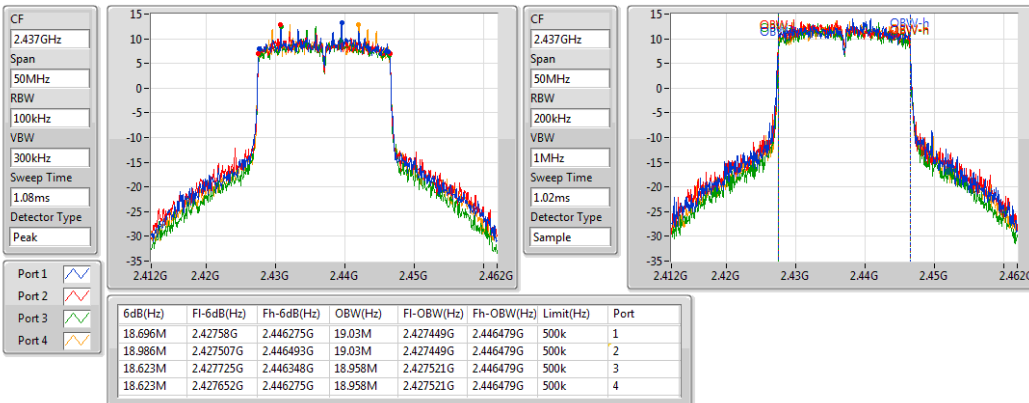 CF
2.437GHz
Span
50MHz
RBW
100kHz
VBW
300kHz
Sweep Time
1.08ms
Detector Type
Peak
15
10
5
0
-5
-10
-15
-20
-25
-30
-35
2.412G 2.42G 2.43G 2.44G 2.45G 2.462G
CF
2.437GHz
Span
50MHz
RBW
200kHz
VBW
1MHz
Sweep Time
1.02ms
Detector Type
Sample
15
10
5
0
-5
-10
-15
-20
-25
-30
-35
OBW-h
OBW-h
2.412G 2.42G 2.43G 2.44G 2.45G 2.462G
Port 1
Port 2
Port 3
Port 4
6dB(Hz) Fl-6dB(Hz) Fh-6dB(Hz) OBW(Hz) Fl-OBW(Hz) Fh-OBW(Hz) Limit(Hz) Port
18.696M 2.42758G 2.446275G 19.03M 2.427449G 2.446479G 500k 1
18.986M 2.427507G 2.446493G 19.03M 2.427449G 2.446479G 500k 2
18.623M 2.427725G 2.446348G 18.958M 2.427521G 2.446479G 500k 3
18.623M 2.427652G 2.446275G 18.958M 2.427521G 2.446479G 500k 4